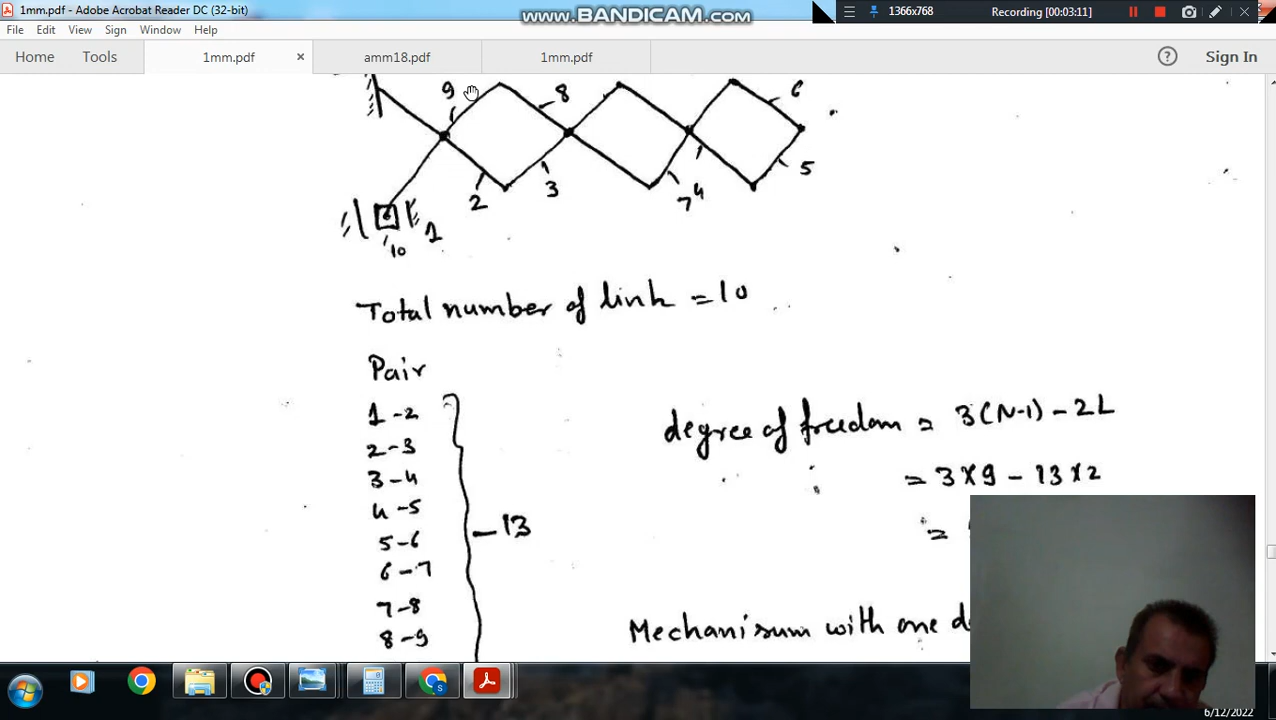 1mm.pdf - Adobe Acrobat Reader DC (32-bit)
www.BANDICAM.com
1366x768
Recording [00:03:11]
File Edit View Sign Window Help
Home Tools 1mm.pdf × amm18.pdf 1mm.pdf
Sign In
9 8 6
2 3 7 4 5
10 1
Total number of link = 10
Pair
1 - 2
2 - 3
3 - 4
4 - 5
5 - 6
6 - 7
7 - 8
8 - 9
- 13
degree of freedom = 3(N-1) - 2L
= 3X9 - 13X2
=
Mechanisum with one d
6/12/2022